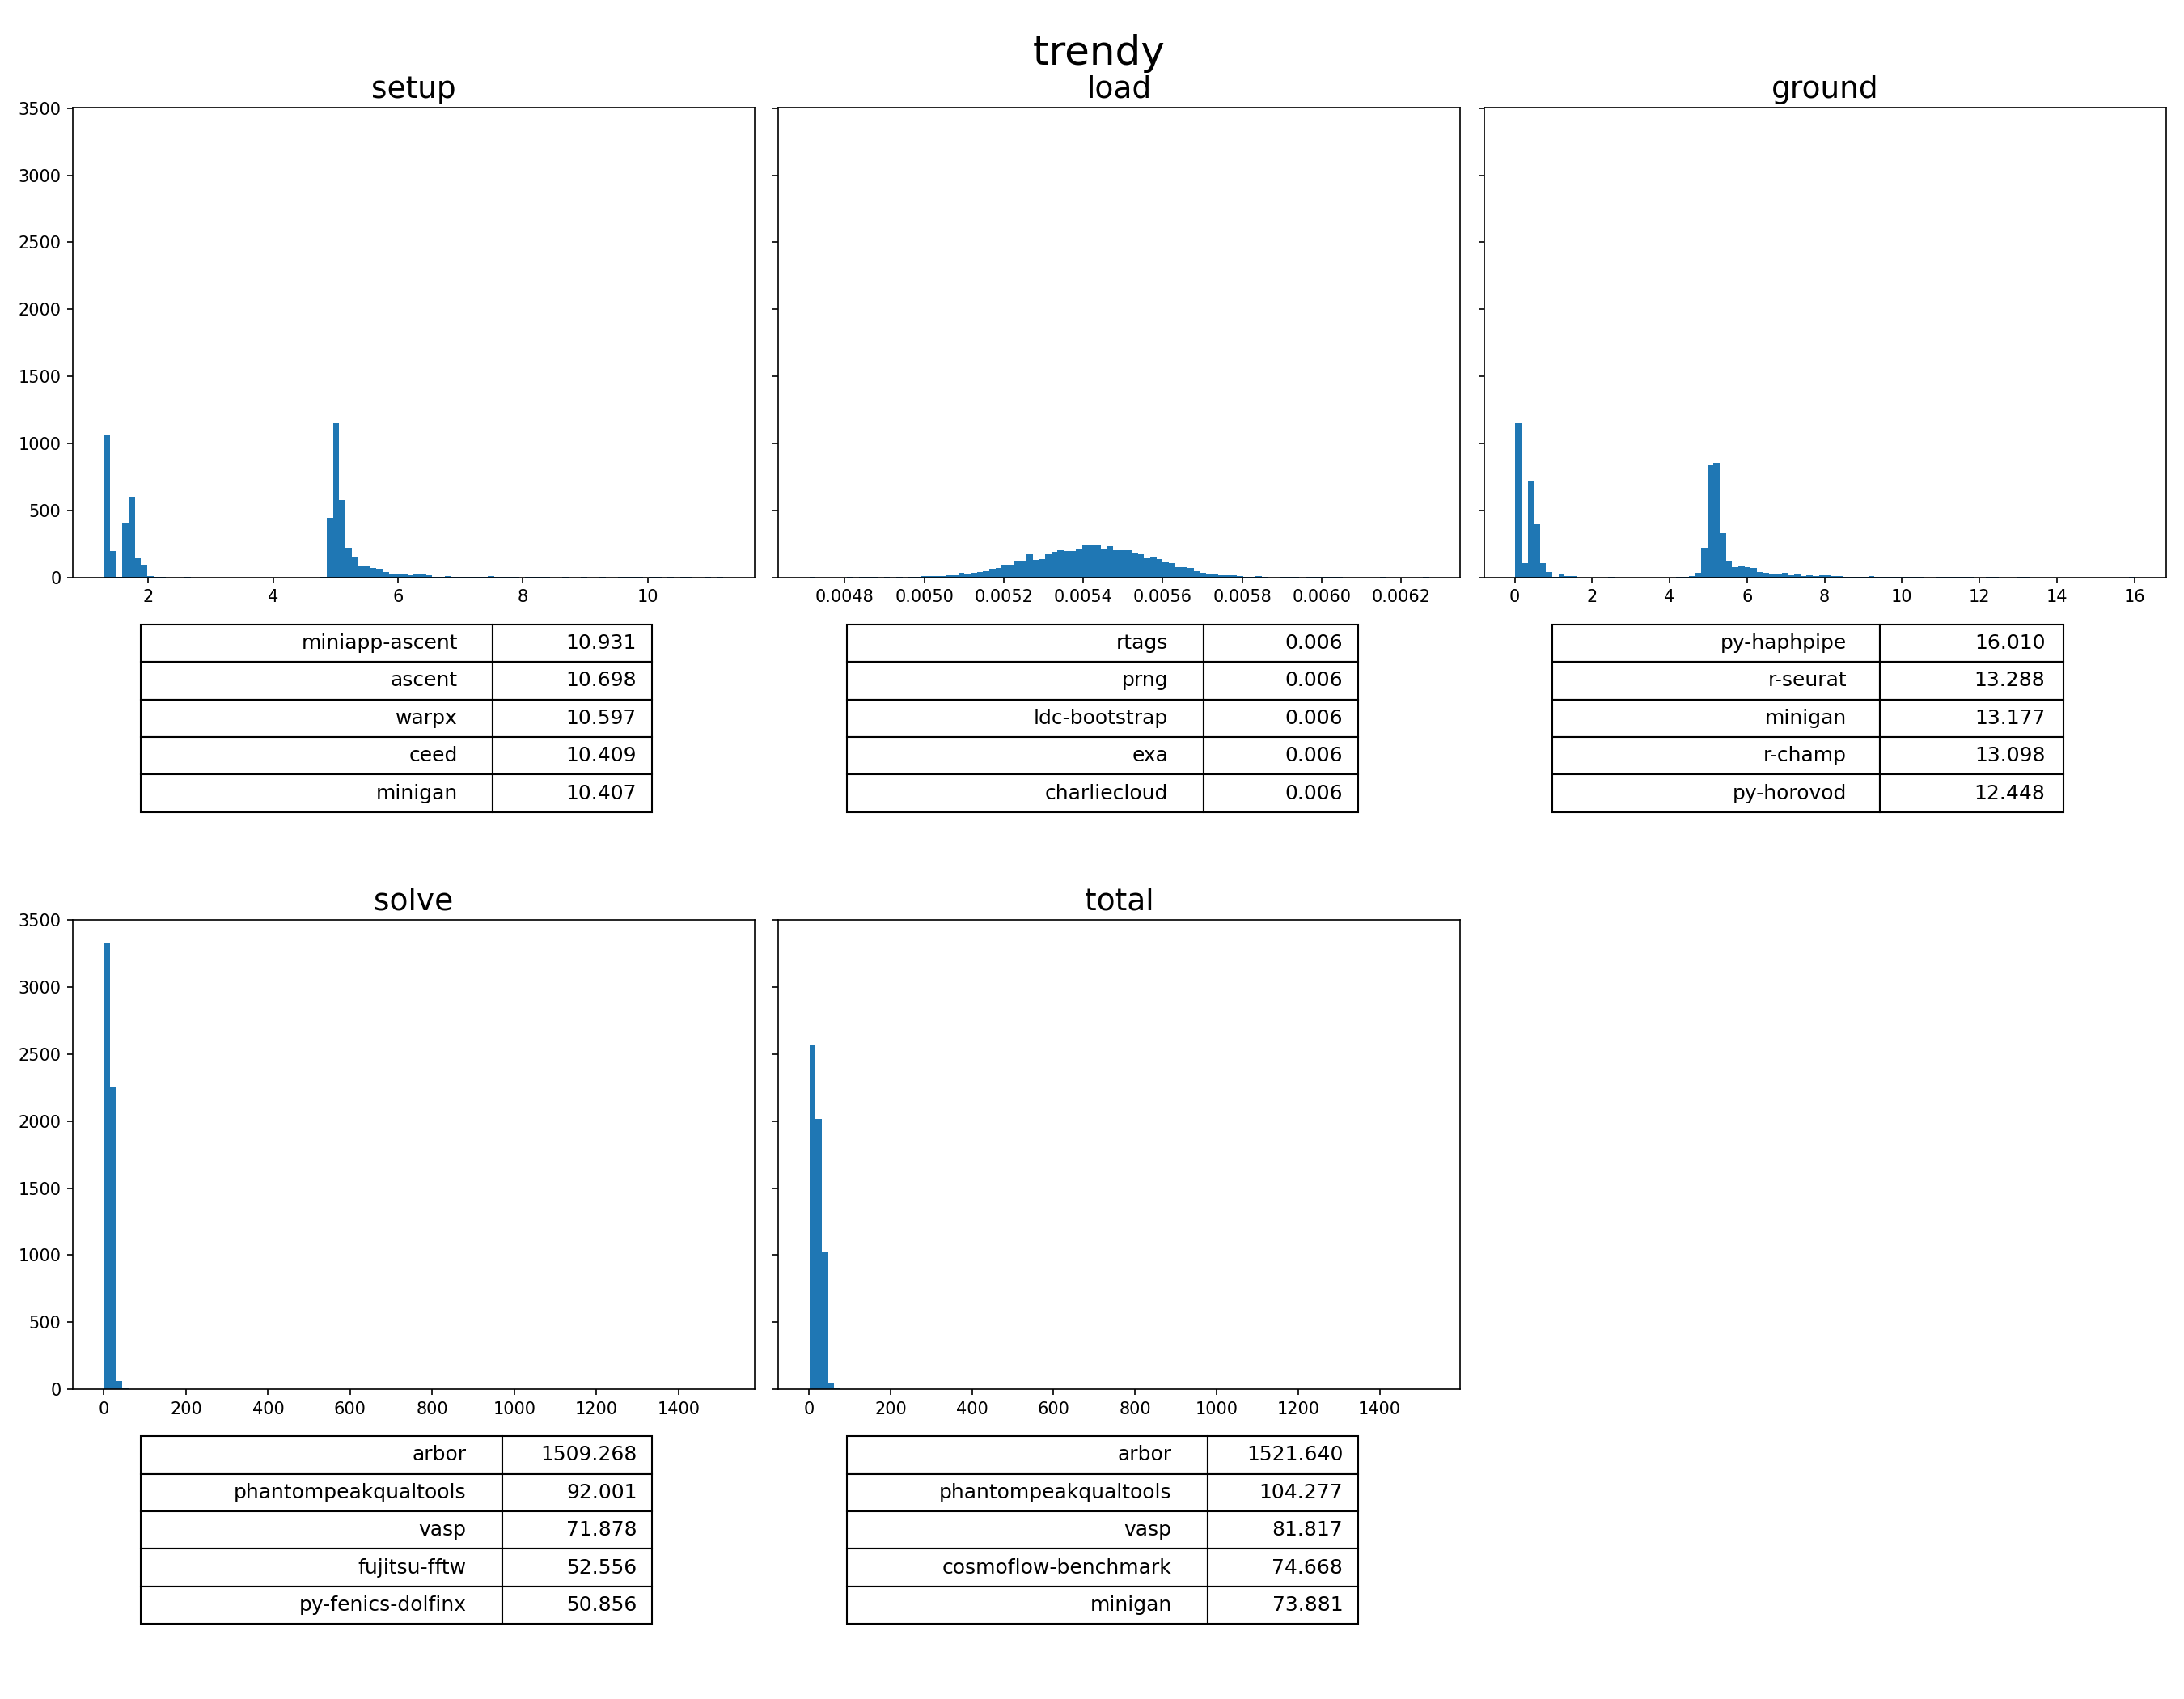 trendy
setup
load
ground
3500
3000
2500
2000
1500
1000
500
0
2 4 6 8 10
0.0048 0.0050 0.0052 0.0054 0.0056 0.0058 0.0060 0.0062
0 2 4 6 8 10 12 14 16
miniapp-ascent 10.931
ascent 10.698
warpx 10.597
ceed 10.409
minigan 10.407
rtags 0.006
prng 0.006
ldc-bootstrap 0.006
exa 0.006
charliecloud 0.006
py-haphpipe 16.010
r-seurat 13.288
minigan 13.177
r-champ 13.098
py-horovod 12.448
solve
total
3500
3000
2500
2000
1500
1000
500
0
0 200 400 600 800 1000 1200 1400
0 200 400 600 800 1000 1200 1400
arbor 1509.268
phantompeakqualtools 92.001
vasp 71.878
fujitsu-fftw 52.556
py-fenics-dolfinx 50.856
arbor 1521.640
phantompeakqualtools 104.277
vasp 81.817
cosmoflow-benchmark 74.668
minigan 73.881